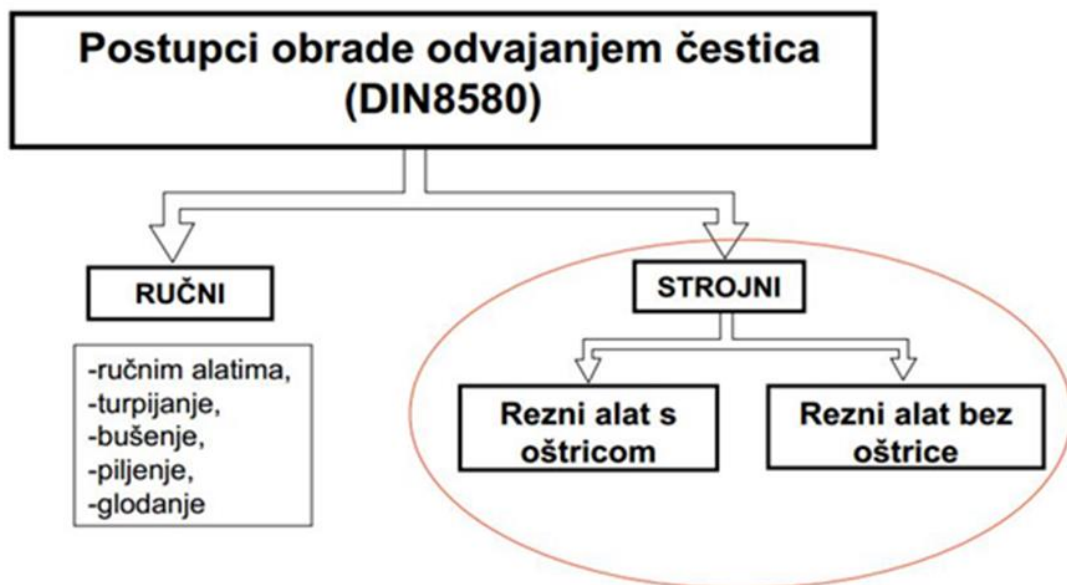 Postupci obrade odvajanjem čestica
(DIN8580)
RUČNI
-ručnim alatima,
-turpijanje,
-bušenje,
-piljenje,
-glodanje
STROJNI
Rezni alat s
oštricom
Rezni alat bez
oštrice